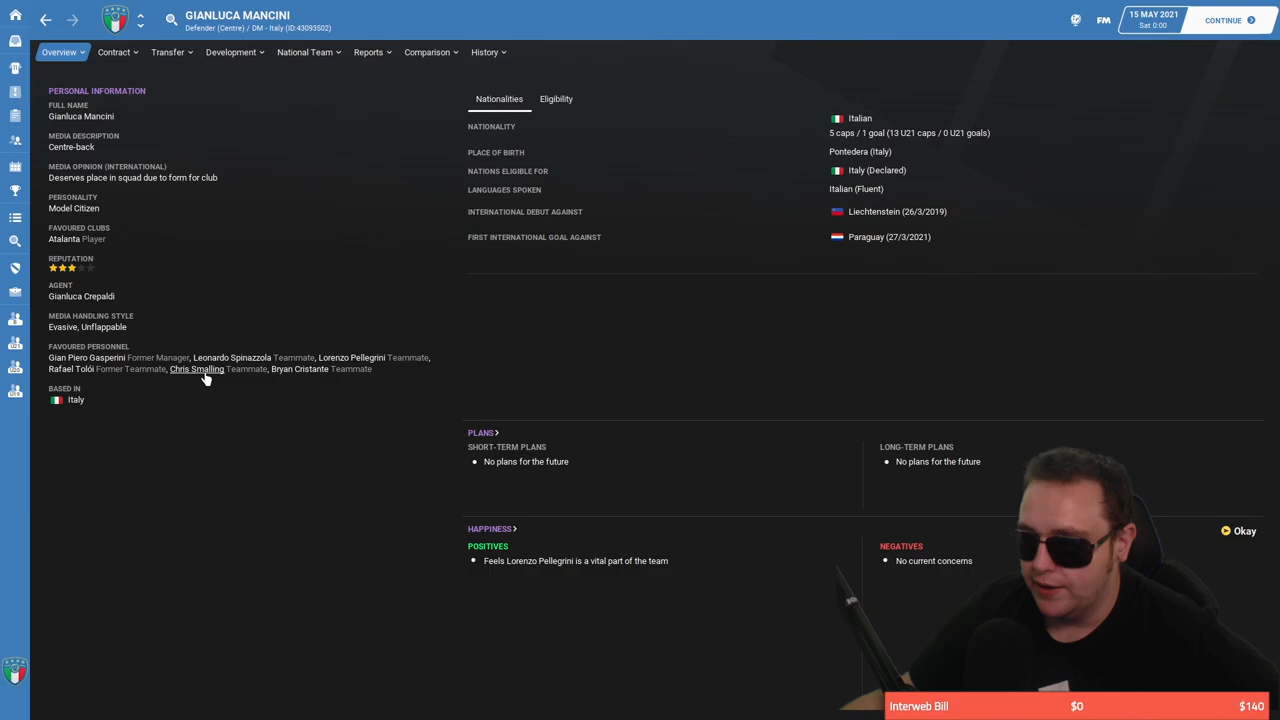 GIANLUCA MANCINI
Defender (Centre) / DM - Italy (ID:43093502)
FM
15 MAY 2021
Sat 0:00
CONTINUE
Overview
Contract
Transfer
Development
National Team
Reports
Comparison
History
PERSONAL INFORMATION
FULL NAME
Gianluca Mancini
MEDIA DESCRIPTION
Centre-back
MEDIA OPINION (INTERNATIONAL)
Deserves place in squad due to form for club
PERSONALITY
Model Citizen
FAVOURED CLUBS
Atalanta Player
REPUTATION
AGENT
Gianluca Crepaldi
MEDIA HANDLING STYLE
Evasive, Unflappable
FAVOURED PERSONNEL
Gian Piero Gasperini Former Manager, Leonardo Spinazzola Teammate, Lorenzo Pellegrini Teammate,
Rafael Tolói Former Teammate, Chris Smalling Teammate, Bryan Cristante Teammate
BASED IN
Italy
Nationalities
Eligibility
NATIONALITY
Italian
5 caps / 1 goal (13 U21 caps / 0 U21 goals)
PLACE OF BIRTH
Pontedera (Italy)
NATIONS ELIGIBLE FOR
Italy (Declared)
LANGUAGES SPOKEN
Italian (Fluent)
INTERNATIONAL DEBUT AGAINST
Liechtenstein (26/3/2019)
FIRST INTERNATIONAL GOAL AGAINST
Paraguay (27/3/2021)
PLANS
SHORT-TERM PLANS
No plans for the future
LONG-TERM PLANS
No plans for the future
HAPPINESS
Okay
POSITIVES
Feels Lorenzo Pellegrini is a vital part of the team
NEGATIVES
No current concerns
Interweb Bill
$0
$140